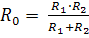 R₀ = (R₁·R₂)/(R₁+R₂)